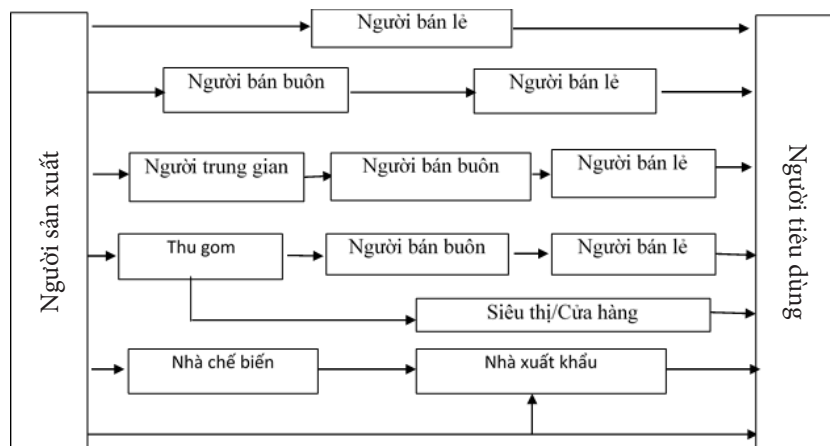 Người sản xuất
Người bán lẻ
Người bán buôn
Người bán lẻ
Người trung gian
Người bán buôn
Người bán lẻ
Thu gom
Người bán buôn
Người bán lẻ
Siêu thị/Cửa hàng
Nhà chế biến
Nhà xuất khẩu
Người tiêu dùng